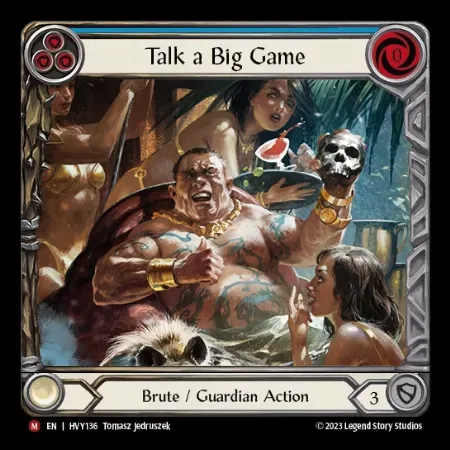 Talk a Big Game
0
Brute / Guardian Action
3
M EN | HVY136 Tomasz Jedruszek
© 2023 Legend Story Studios